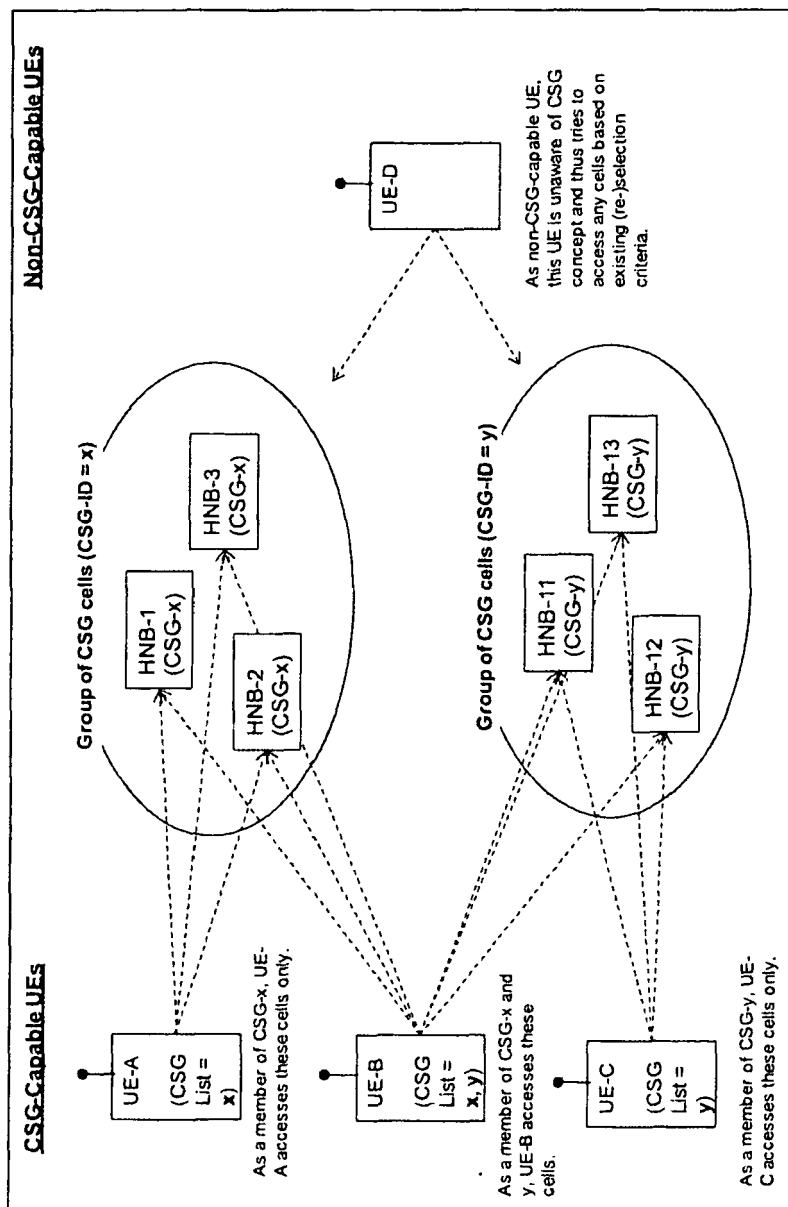 CSG-Capable UEs
Non-CSG-Capable UEs
UE-A
(CSG
List =
x)
As a member of CSG-x, UE-
A accesses these cells only.
UE-B
(CSG
List =
x, y)
As a member of CSG-x and
y, UE-B accesses these
cells.
UE-C
(CSG
List =
y)
As a member of CSG-y, UE-
C accesses these cells only.
Group of CSG cells (CSG-ID = x)
HNB-1
(CSG-x)
HNB-2
(CSG-x)
HNB-3
(CSG-x)
Group of CSG cells (CSG-ID = y)
HNB-11
(CSG-y)
HNB-12
(CSG-y)
HNB-13
(CSG-y)
UE-D
As non-CSG-capable UE,
this UE is unaware of CSG
concept and thus tries to
access any cells based on
existing (re-)selection
criteria.